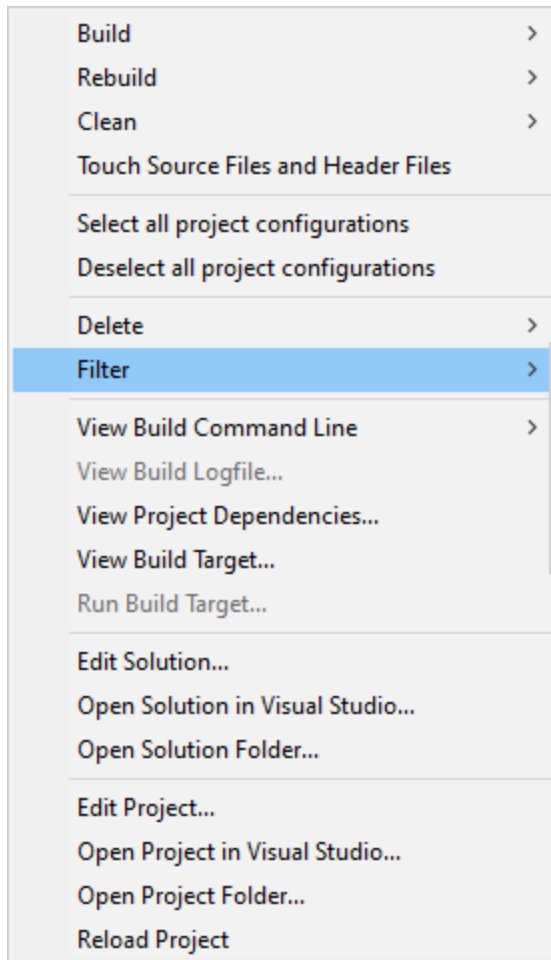 Build
Rebuild
Clean
Touch Source Files and Header Files
Select all project configurations
Deselect all project configurations
Delete
Filter
View Build Command Line
View Build Logfile...
View Project Dependencies...
View Build Target...
Run Build Target...
Edit Solution...
Open Solution in Visual Studio...
Open Solution Folder...
Edit Project...
Open Project in Visual Studio...
Open Project Folder...
Reload Project